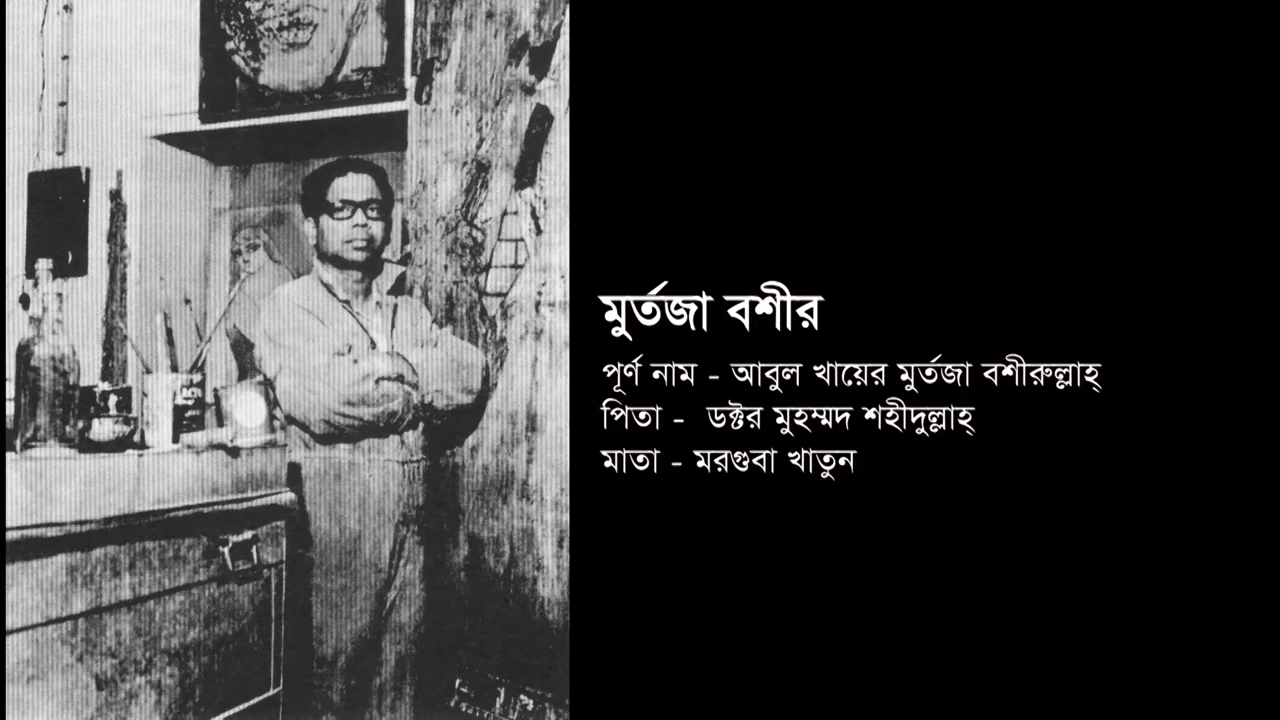 মুর্তজা বশীর
পূর্ণ নাম - আবুল খায়ের মুর্তজা বশীরুল্লাহ্
পিতা - ডক্টর মুহম্মদ শহীদুল্লাহ্
মাতা - মরগুবা খাতুন